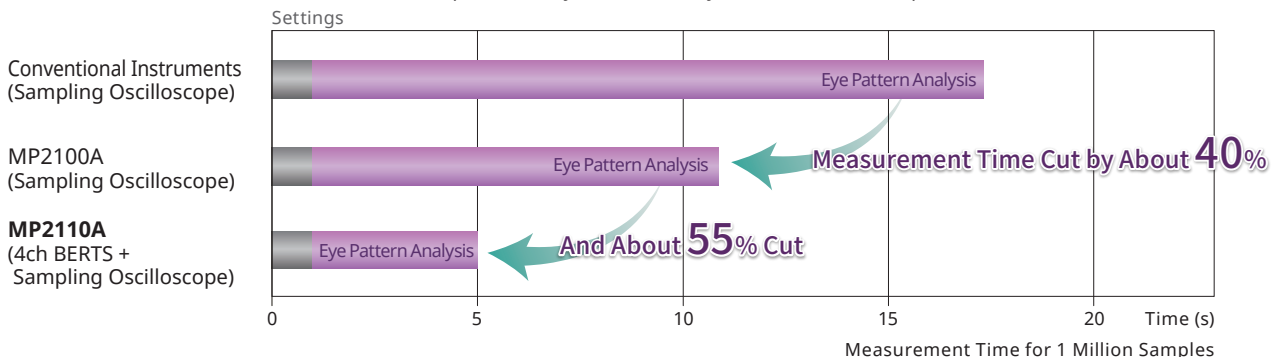 Settings
Conventional Instruments
(Sampling Oscilloscope)
Eye Pattern Analysis
MP2100A
(Sampling Oscilloscope)
Eye Pattern Analysis
Measurement Time Cut by About 40%
MP2110A
(4ch BERTS +
Sampling Oscilloscope)
Eye Pattern Analysis
And About 55% Cut
0 5 10 15 20 Time (s)
Measurement Time for 1 Million Samples